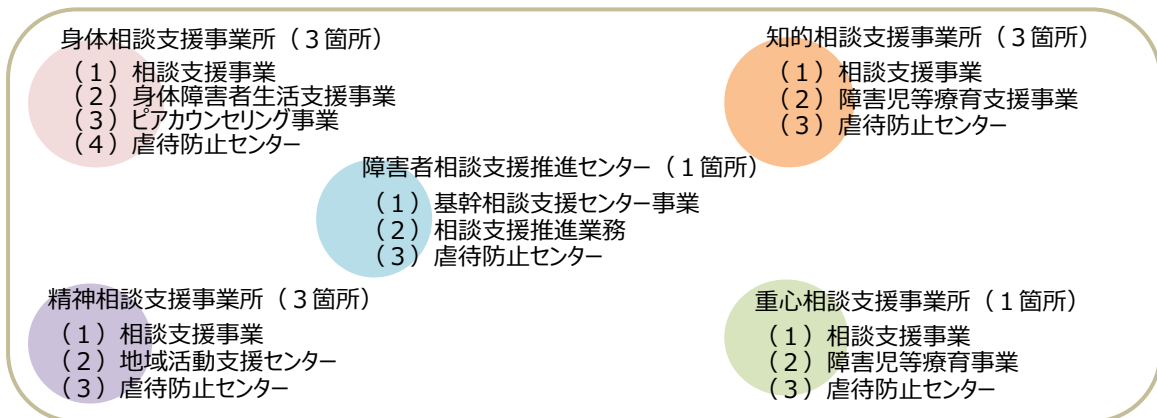 身体相談支援事業所（３箇所）
（１）相談支援事業
（２）身体障害者生活支援事業
（３）ピアカウンセリング事業
（４）虐待防止センター
知的相談支援事業所（３箇所）
（１）相談支援事業
（２）障害児等療育支援事業
（３）虐待防止センター
障害者相談支援推進センター（１箇所）
（１）基幹相談支援センター事業
（２）相談支援推進業務
（３）虐待防止センター
精神相談支援事業所（３箇所）
（１）相談支援事業
（２）地域活動支援センター
（３）虐待防止センター
重心相談支援事業所（１箇所）
（１）相談支援事業
（２）障害児等療育事業
（３）虐待防止センター